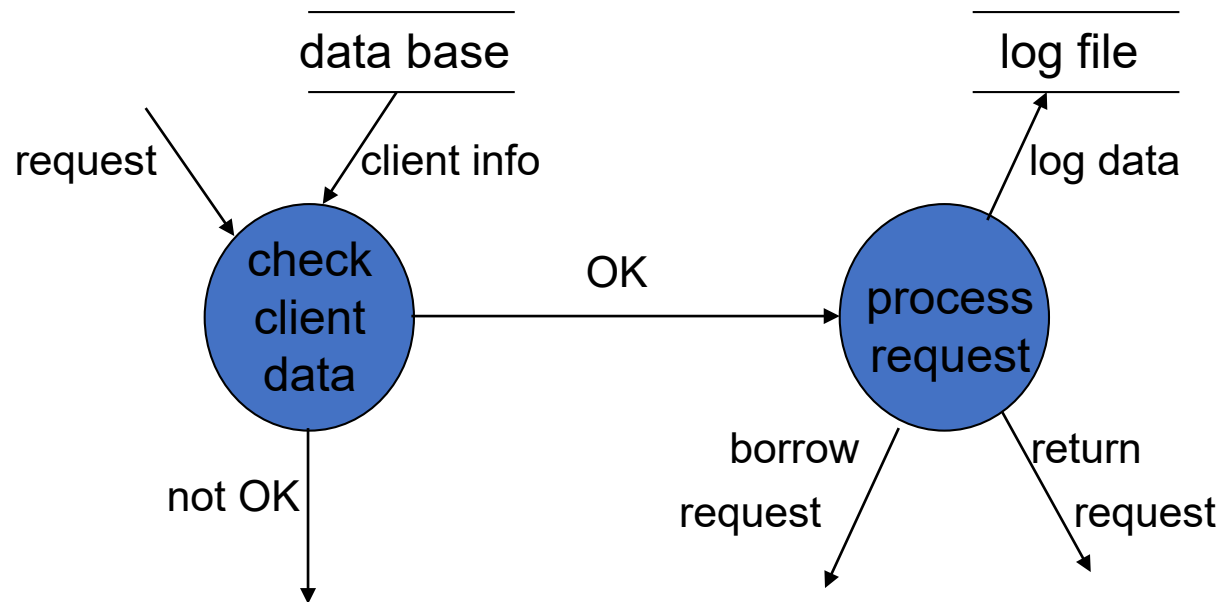 data base
log file
request
client info
log data
check
client
data
OK
process
request
not OK
borrow
request
return
request